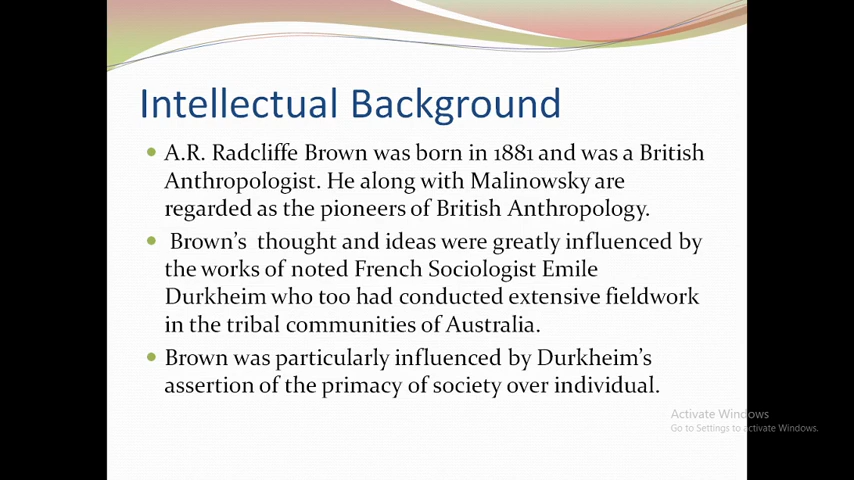 Intellectual Background
• A.R. Radcliffe Brown was born in 1881 and was a British
Anthropologist. He along with Malinowsky are
regarded as the pioneers of British Anthropology.
• Brown's thought and ideas were greatly influenced by
the works of noted French Sociologist Emile
Durkheim who too had conducted extensive fieldwork
in the tribal communities of Australia.
• Brown was particularly influenced by Durkheim's
assertion of the primacy of society over individual.
Activate Windows
Go to Settings to activate Windows.